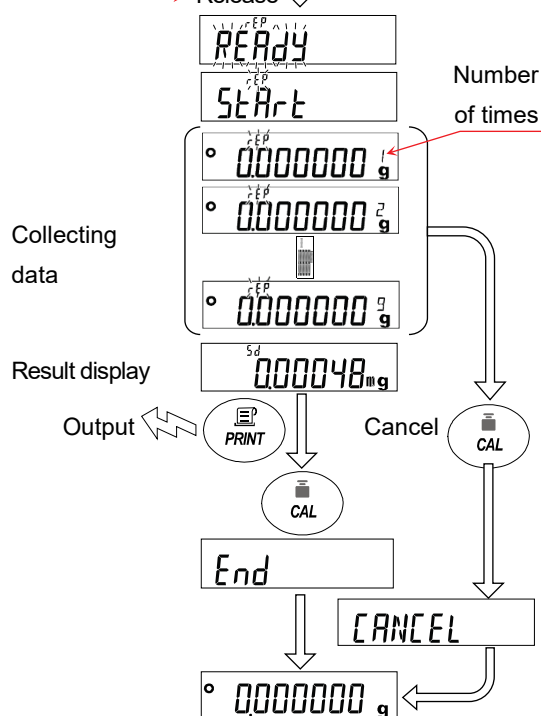 Release
rEP
REAdy
Number
of times
rEP
StArt
rEP
0.000000 1
g
rEP
0.000000 2
g
Collecting
data
rEP
0.000000 9
g
Result display
Sd
0.00048 mg
Output
PRINT
Cancel
CAL
CAL
End
CANCEL
0.000000 g